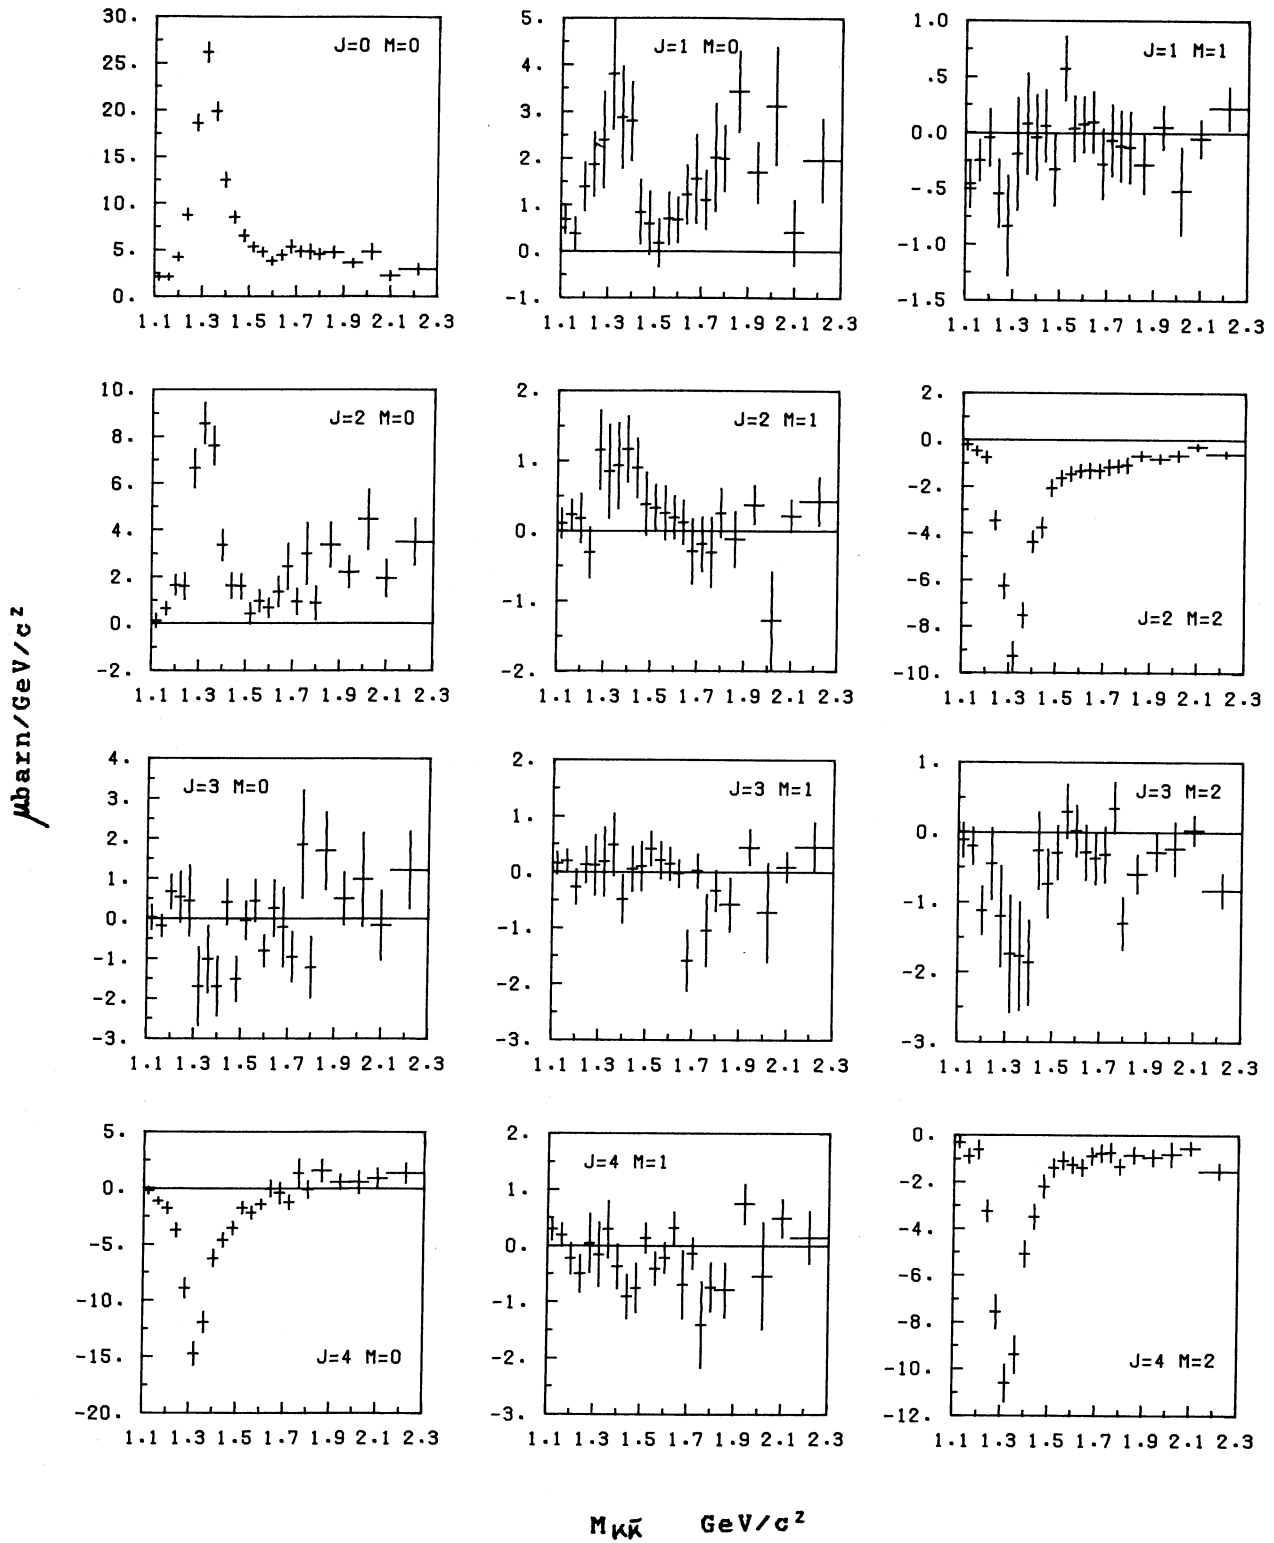 30.
25.
20.
15.
10.
5.
0.
J=0 M=0
1.1 1.3 1.5 1.7 1.9 2.1 2.3
5.
4.
3.
2.
1.
0.
-1.
J=1 M=0
1.1 1.3 1.5 1.7 1.9 2.1 2.3
1.0
.5
0.0
-.5
-1.0
-1.5
J=1 M=1
1.1 1.3 1.5 1.7 1.9 2.1 2.3
10.
8.
6.
4.
2.
0.
-2.
J=2 M=0
1.1 1.3 1.5 1.7 1.9 2.1 2.3
2.
1.
0.
-1.
-2.
J=2 M=1
1.1 1.3 1.5 1.7 1.9 2.1 2.3
2.
0.
-2.
-4.
-6.
-8.
-10.
J=2 M=2
1.1 1.3 1.5 1.7 1.9 2.1 2.3
μbarn/GeV/c²
4.
3.
2.
1.
0.
-1.
-2.
-3.
J=3 M=0
1.1 1.3 1.5 1.7 1.9 2.1 2.3
2.
1.
0.
-1.
-2.
-3.
J=3 M=1
1.1 1.3 1.5 1.7 1.9 2.1 2.3
1.
0.
-1.
-2.
-3.
J=3 M=2
1.1 1.3 1.5 1.7 1.9 2.1 2.3
5.
0.
-5.
-10.
-15.
-20.
J=4 M=0
1.1 1.3 1.5 1.7 1.9 2.1 2.3
2.
1.
0.
-1.
-2.
-3.
J=4 M=1
1.1 1.3 1.5 1.7 1.9 2.1 2.3
0.
-2.
-4.
-6.
-8.
-10.
-12.
J=4 M=2
1.1 1.3 1.5 1.7 1.9 2.1 2.3
M KK̄ GeV/c²